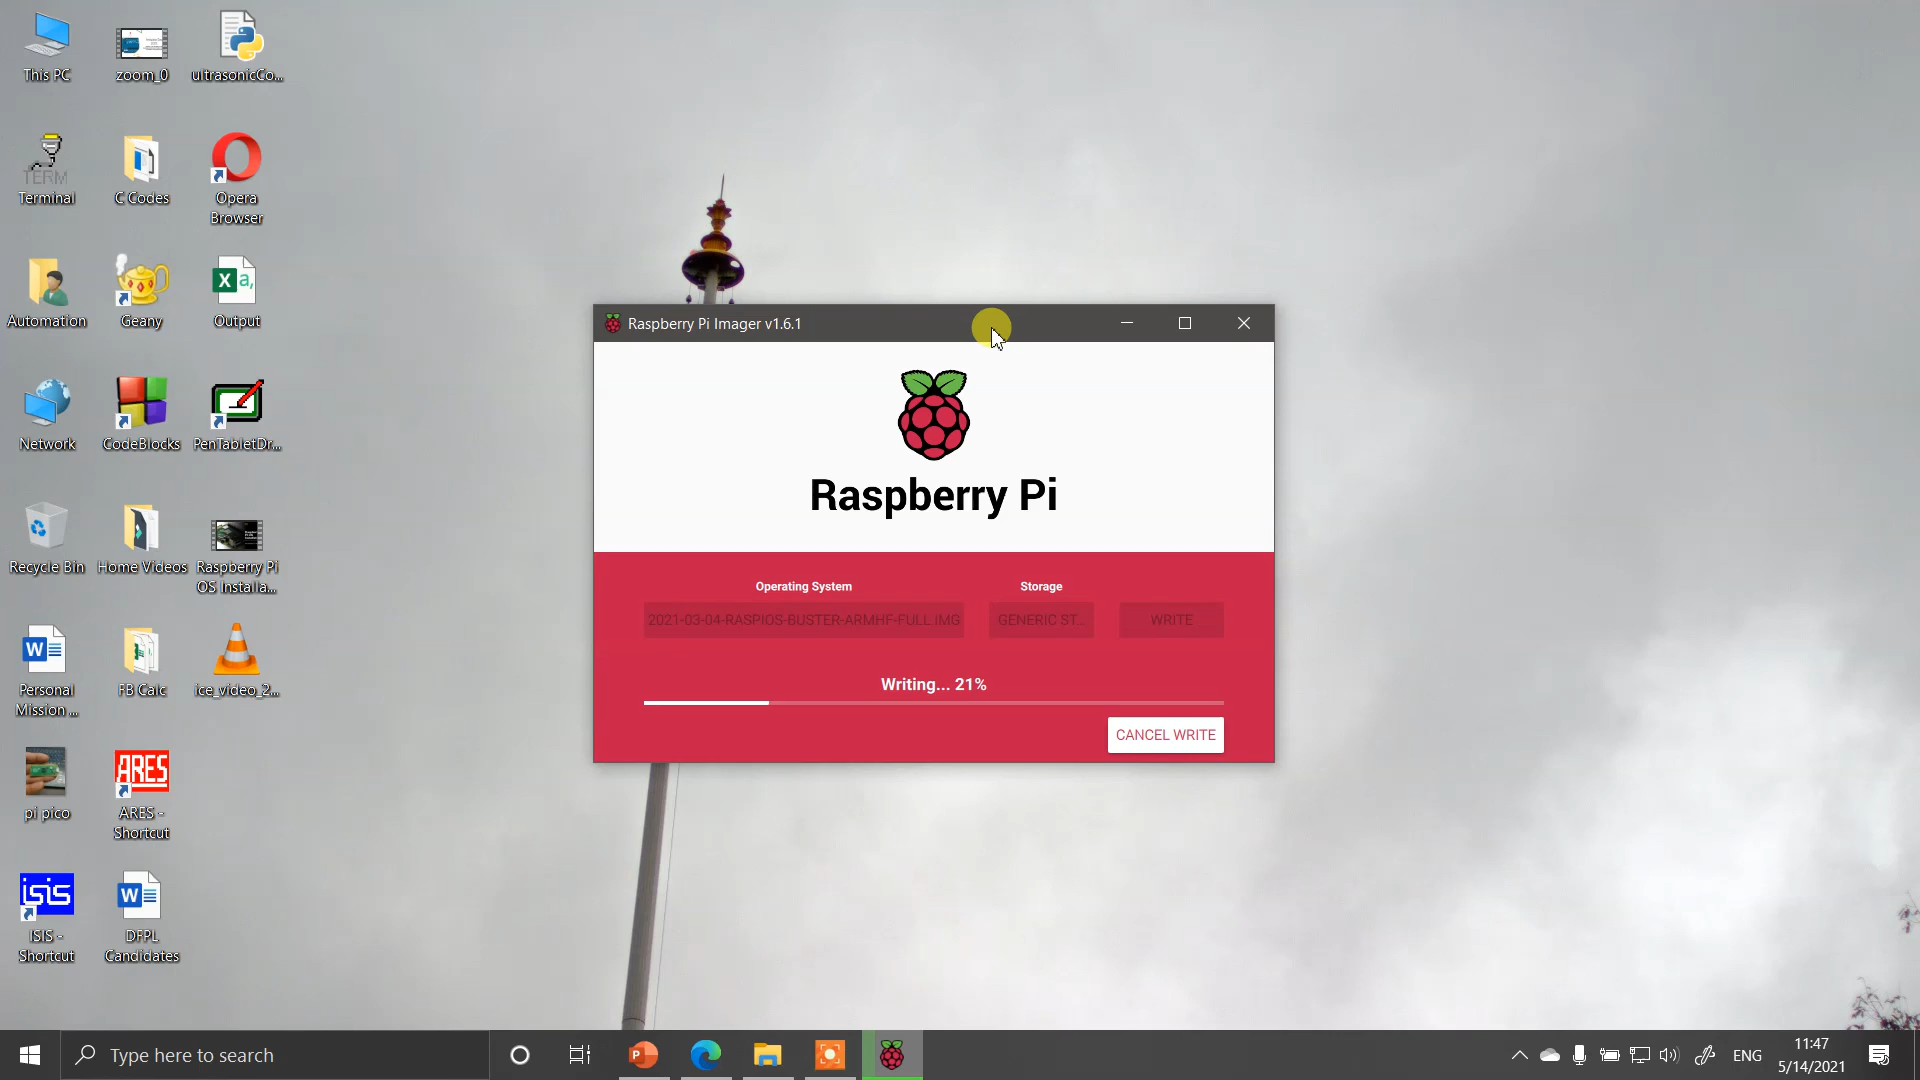 This PC
zoom_0
ultrasonicCo...
TERM
Terminal
C Codes
Opera
Browser
Automation
Geany
X a,
Output
Network
CodeBlocks
PenTabletDr...
Recycle Bin
Home Videos
Raspberry Pi
OS Installa...
W
Personal
Mission ...
FB Calc
ice_video_2...
pi pico
ARES
ARES -
Shortcut
isis
ISIS -
Shortcut
W
DFPL
Candidates
Raspberry Pi Imager v1.6.1
Raspberry Pi
Operating System
Storage
2021-03-04-RASPIOS-BUSTER-ARMHF-FULL.IMG
GENERIC ST...
WRITE
Writing... 21%
CANCEL WRITE
Type here to search
P
ENG
11:47
5/14/2021